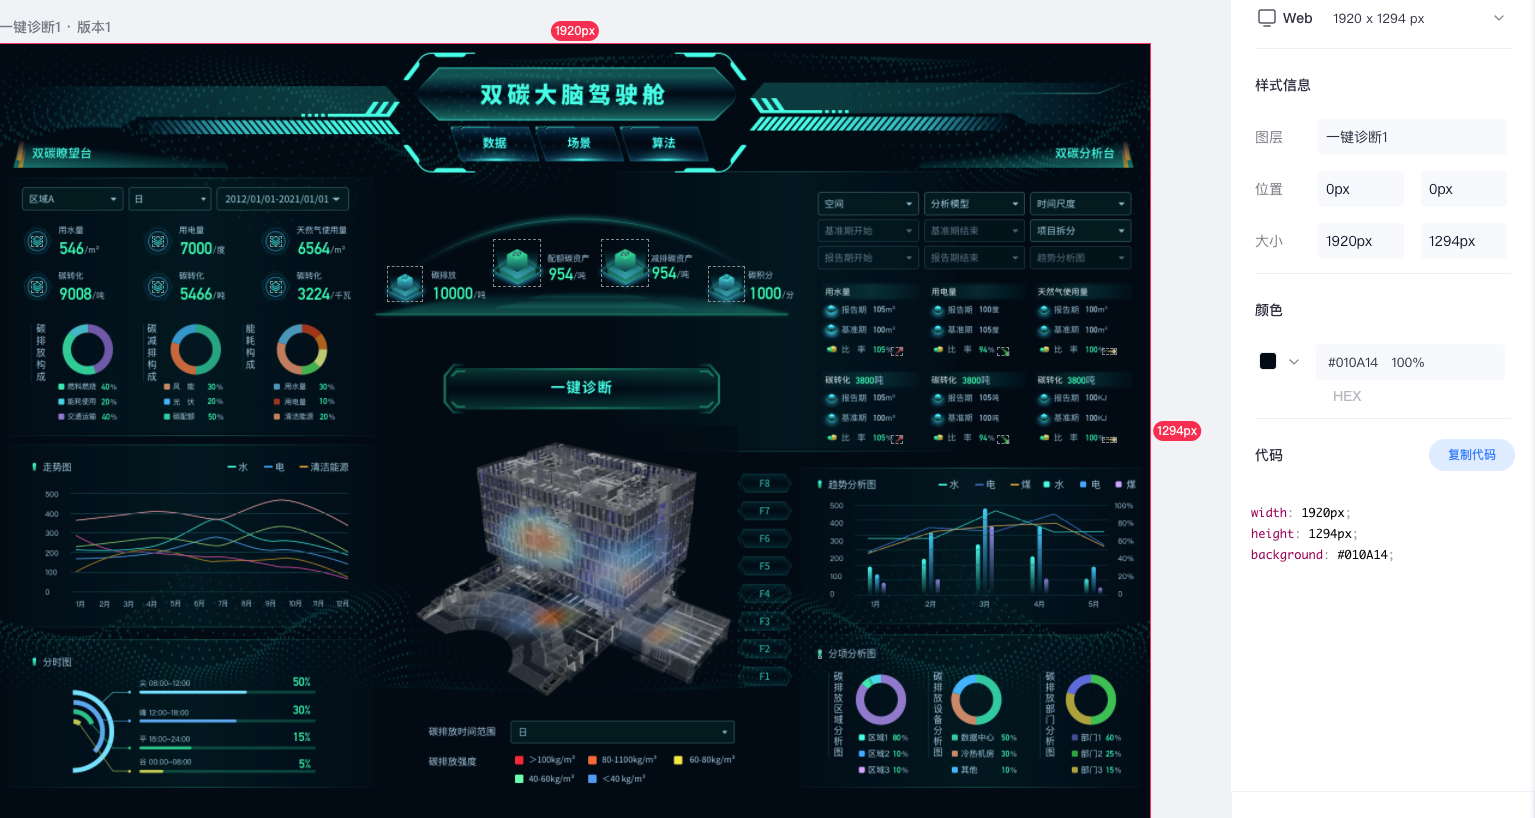 一键诊断1 · 版本1
1920px
双碳大脑驾驶舱
数据
场景
算法
双碳瞭望台
双碳分析台
区域A
日
2012/01/01-2021/01/01
用水量
546/m³
用电量
7000/度
天然气使用量
6564/m³
碳转化
9008/吨
碳转化
5466/吨
碳转化
3224/千瓦
碳排放构成
燃料燃烧 40%
能耗使用 20%
交通运输 40%
碳减排构成
风 能 30%
光 伏 20%
碳配额 50%
能耗构成
用水量 30%
用电量 10%
清洁能源 20%
碳排放
10000/吨
配额碳资产
954/吨
减排碳资产
954/吨
碳积分
1000/分
一键诊断
空间
分析模型
时间尺度
基准期开始
基准期结束
项目拆分
报告期开始
报告期结束
趋势分析图
用水量
报告期 105m³
基准期 100m³
比 率 105%
用电量
报告期 100度
基准期 105度
比 率 94%
天然气使用量
报告期 100m³
基准期 100m³
比 率 100%
碳转化 3800吨
报告期 105m³
基准期 100m³
比 率 105%
碳转化 3800吨
报告期 105吨
基准期 100吨
比 率 94%
碳转化 3800吨
报告期 100KJ
基准期 100KJ
比 率 100%
走势图
水
电
清洁能源
500
400
300
200
100
0
1月 2月 3月 4月 5月 6月 7月 8月 9月 10月 11月 12月
F8
F7
F6
F5
F4
F3
F2
F1
趋势分析图
水 电 煤 水 电 煤
500
400
300
200
100
0
100%
80%
60%
40%
20%
0
1月 2月 3月 4月 5月
分时图
尖 08:00-12:00 50%
峰 12:00-18:00 30%
平 18:00-24:00 15%
谷 00:00-08:00 5%
碳排放时间范围
日
碳排放强度
＞100kg/m³
80-1100kg/m³
60-80kg/m³
40-60kg/m³
＜40 kg/m³
分项分析图
碳排放区域分析图
区域1 80%
区域2 10%
区域3 10%
碳排放设备分析图
数据中心 50%
冷热机房 30%
其他 10%
碳排放部门分析图
部门1 60%
部门2 25%
部门3 15%
1294px
Web 1920 x 1294 px
样式信息
图层 一键诊断1
位置 0px 0px
大小 1920px 1294px
颜色
#010A14 100%
HEX
代码
复制代码
width: 1920px;
height: 1294px;
background: #010A14;